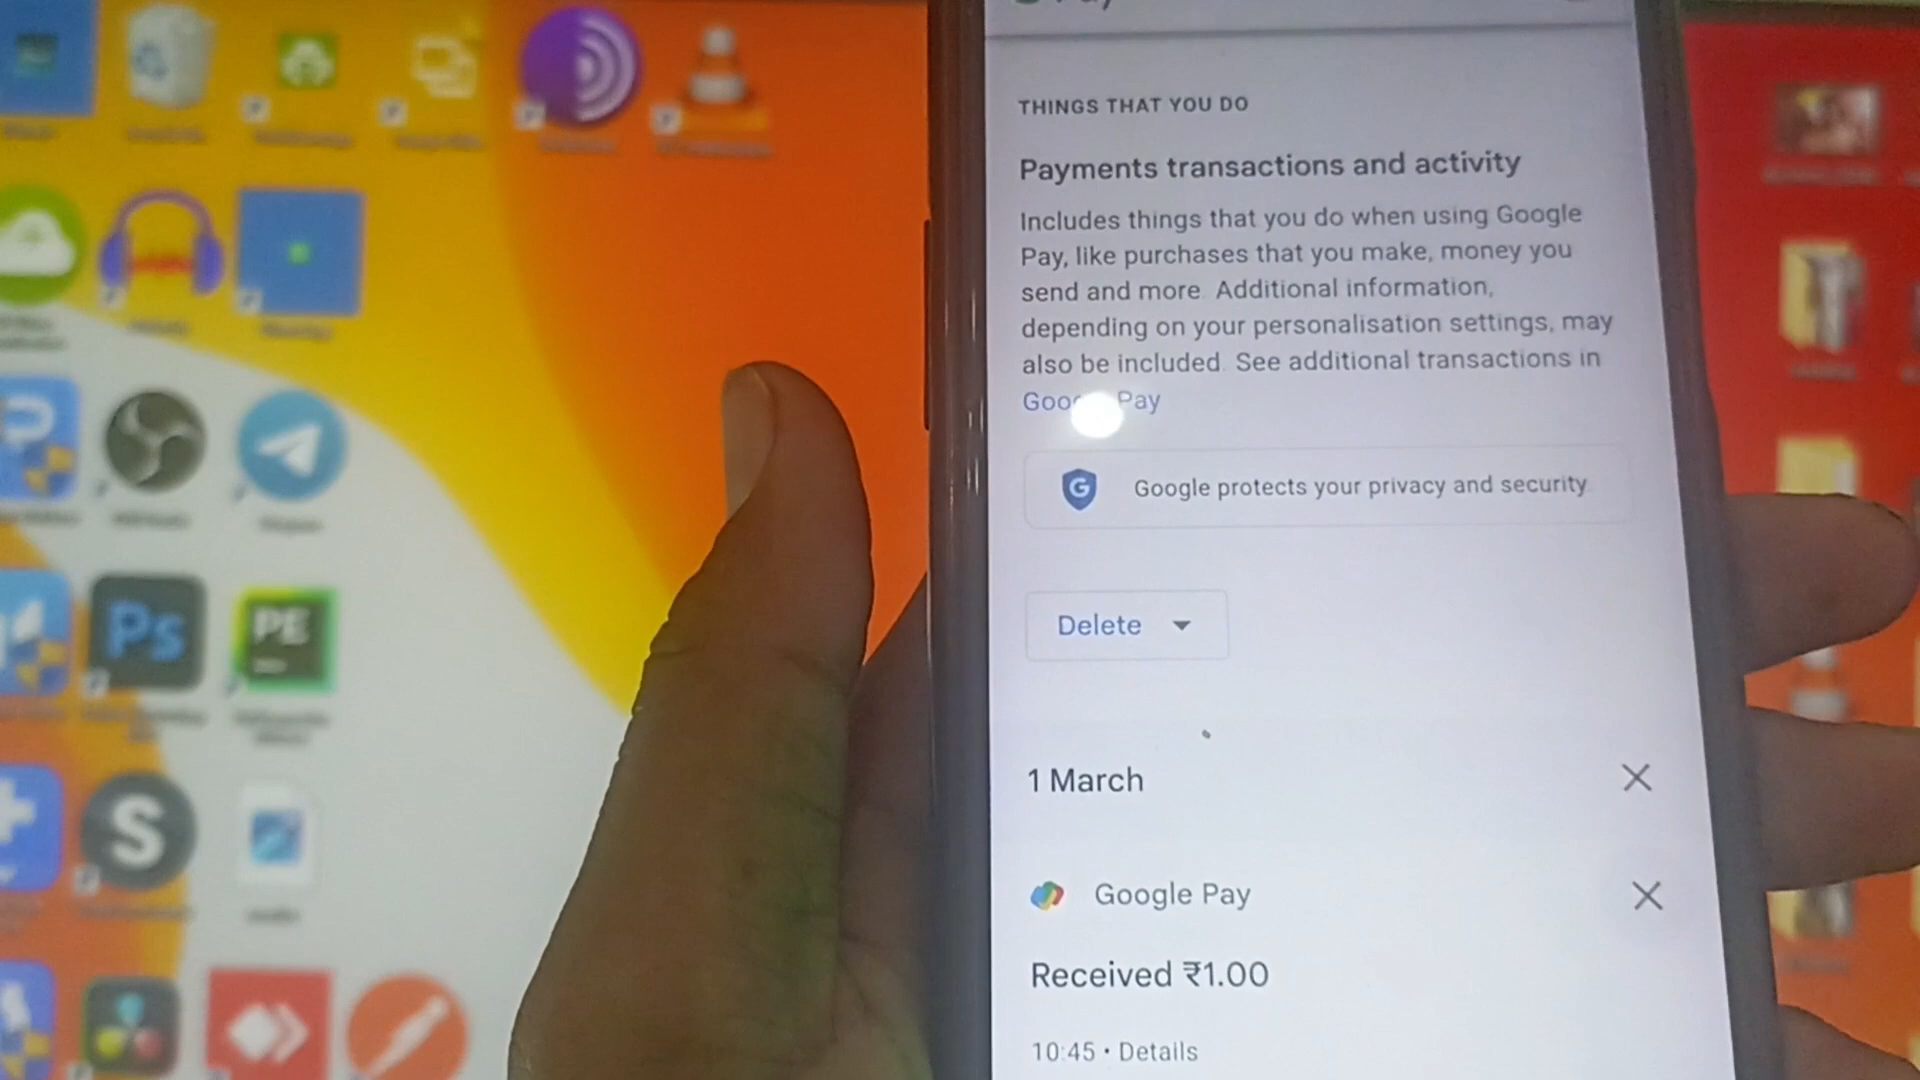 THINGS THAT YOU DO
Payments transactions and activity
Includes things that you do when using Google
Pay, like purchases that you make, money you
send and more. Additional information,
depending on your personalisation settings, may
also be included. See additional transactions in
Goo Pay
G Google protects your privacy and security.
Delete
1 March
Google Pay
Received ₹1.00
10:45 • Details
Ps
PE
S